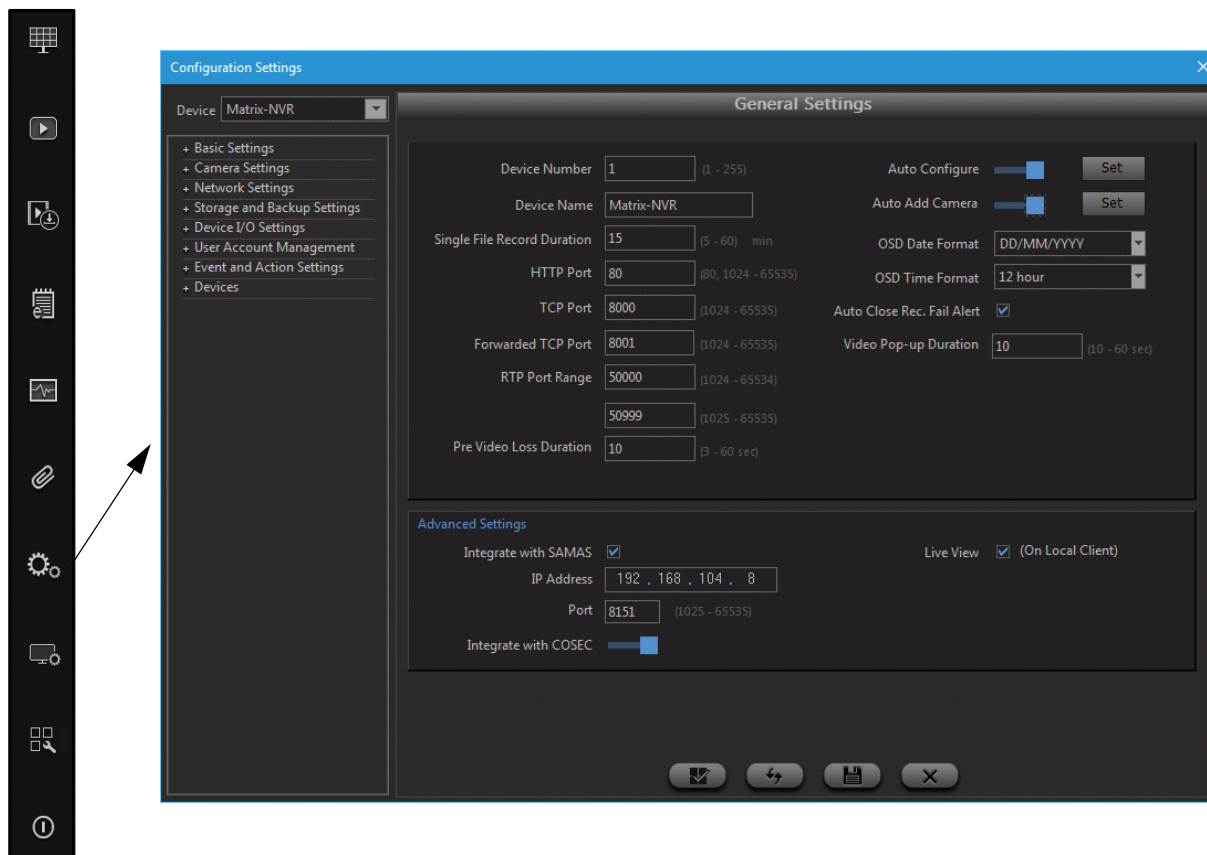 Configuration Settings
Device Matrix-NVR
+ Basic Settings
+ Camera Settings
+ Network Settings
+ Storage and Backup Settings
+ Device I/O Settings
+ User Account Management
+ Event and Action Settings
+ Devices
General Settings
Device Number 1 (1 - 255)
Device Name Matrix-NVR
Single File Record Duration 15 (5 - 60) min
HTTP Port 80 (80, 1024 - 65535)
TCP Port 8000 (1024 - 65535)
Forwarded TCP Port 8001 (1024 - 65535)
RTP Port Range 50000 (1024 - 65534)
50999 (1025 - 65535)
Pre Video Loss Duration 10 (3 - 60 sec)
Auto Configure Set
Auto Add Camera Set
OSD Date Format DD/MM/YYYY
OSD Time Format 12 hour
Auto Close Rec. Fail Alert
Video Pop-up Duration 10 (10 - 60 sec)
Advanced Settings
Integrate with SAMAS
IP Address 192 . 168 . 104 . 8
Port 8151 (1025 - 65535)
Integrate with COSEC
Live View (On Local Client)